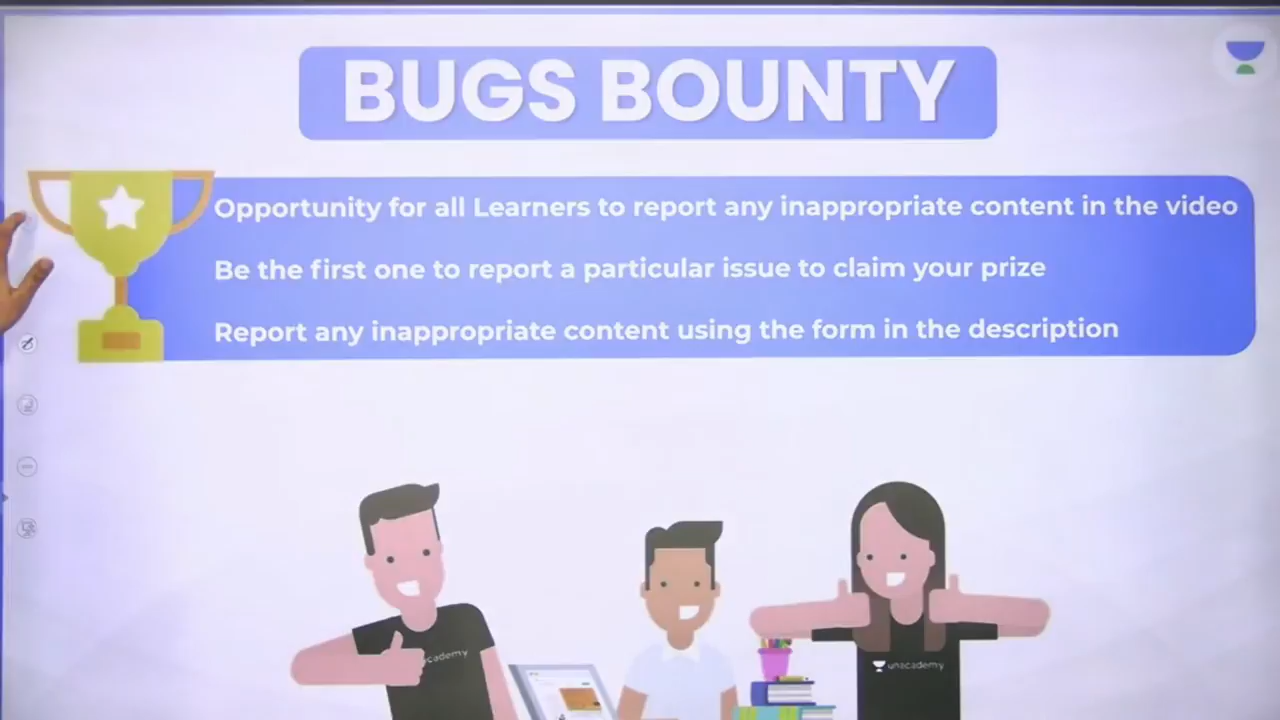 BUGS BOUNTY
Opportunity for all Learners to report any inappropriate content in the video
Be the first one to report a particular issue to claim your prize
Report any inappropriate content using the form in the description
academy
unacademy